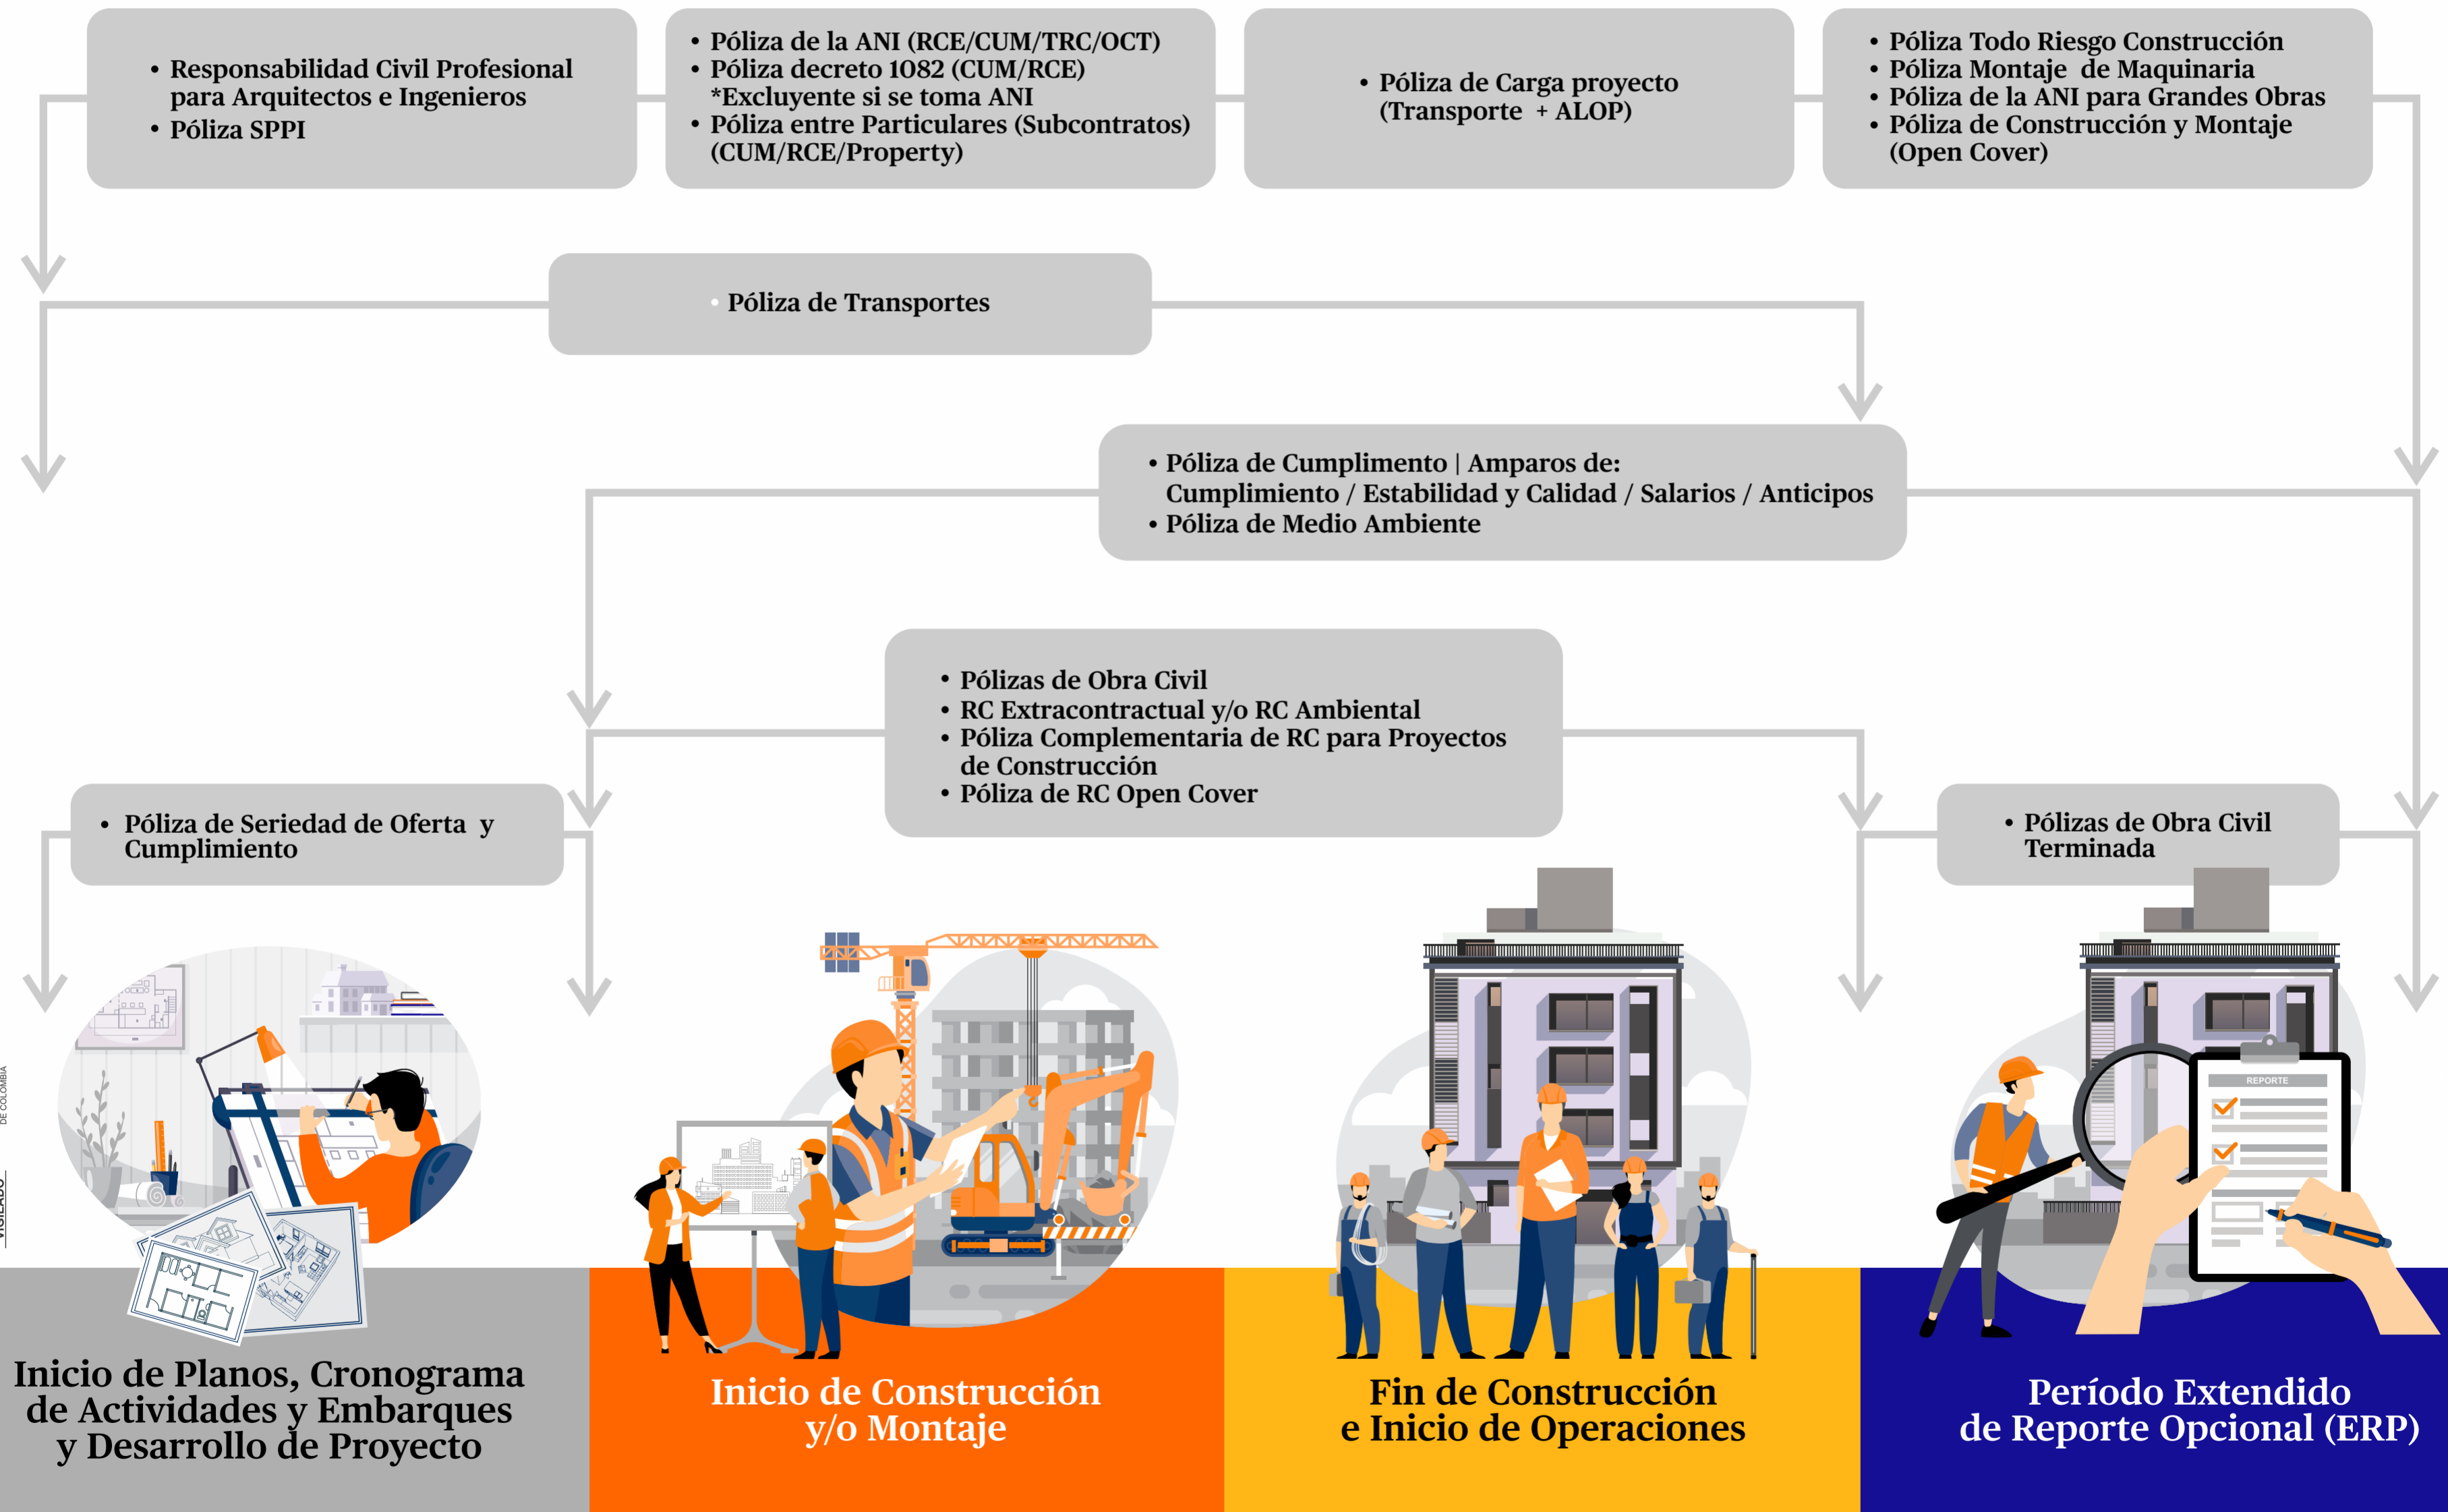 • Responsabilidad Civil Profesional
para Arquitectos e Ingenieros
• Póliza SPPI
• Póliza de la ANI (RCE/CUM/TRC/OCT)
• Póliza decreto 1082 (CUM/RCE)
*Excluyente si se toma ANI
• Póliza entre Particulares (Subcontratos)
(CUM/RCE/Property)
• Póliza de Carga proyecto
(Transporte + ALOP)
• Póliza Todo Riesgo Construcción
• Póliza Montaje de Maquinaria
• Póliza de la ANI para Grandes Obras
• Póliza de Construcción y Montaje
(Open Cover)
• Póliza de Transportes
• Póliza de Cumplimento | Amparos de:
Cumplimiento / Estabilidad y Calidad / Salarios / Anticipos
• Póliza de Medio Ambiente
• Pólizas de Obra Civil
• RC Extracontractual y/o RC Ambiental
• Póliza Complementaria de RC para Proyectos
de Construcción
• Póliza de RC Open Cover
• Póliza de Seriedad de Oferta y
Cumplimiento
• Pólizas de Obra Civil
Terminada
DE COLOMBIA
REPORTE
Inicio de Planos, Cronograma
de Actividades y Embarques
y Desarrollo de Proyecto
Inicio de Construcción
y/o Montaje
Fin de Construcción
e Inicio de Operaciones
Período Extendido
de Reporte Opcional (ERP)